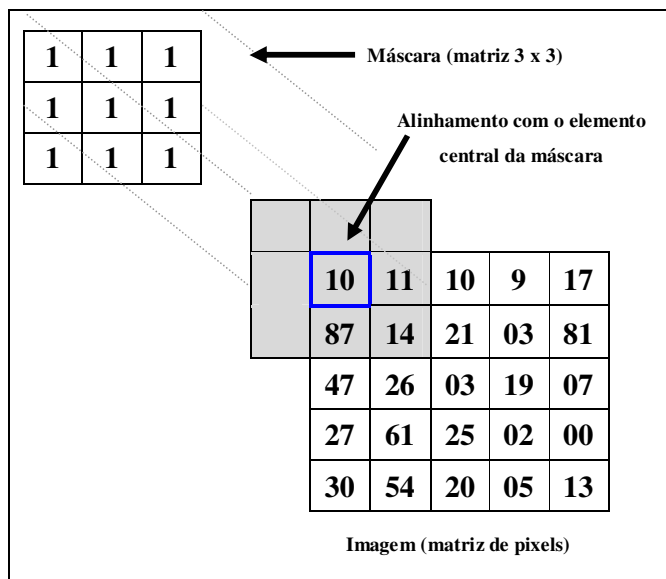 1 1 1
1 1 1
1 1 1
Máscara (matriz 3 x 3)
Alinhamento com o elemento
central da máscara
10 11 10 9 17
87 14 21 03 81
47 26 03 19 07
27 61 25 02 00
30 54 20 05 13
Imagem (matriz de pixels)